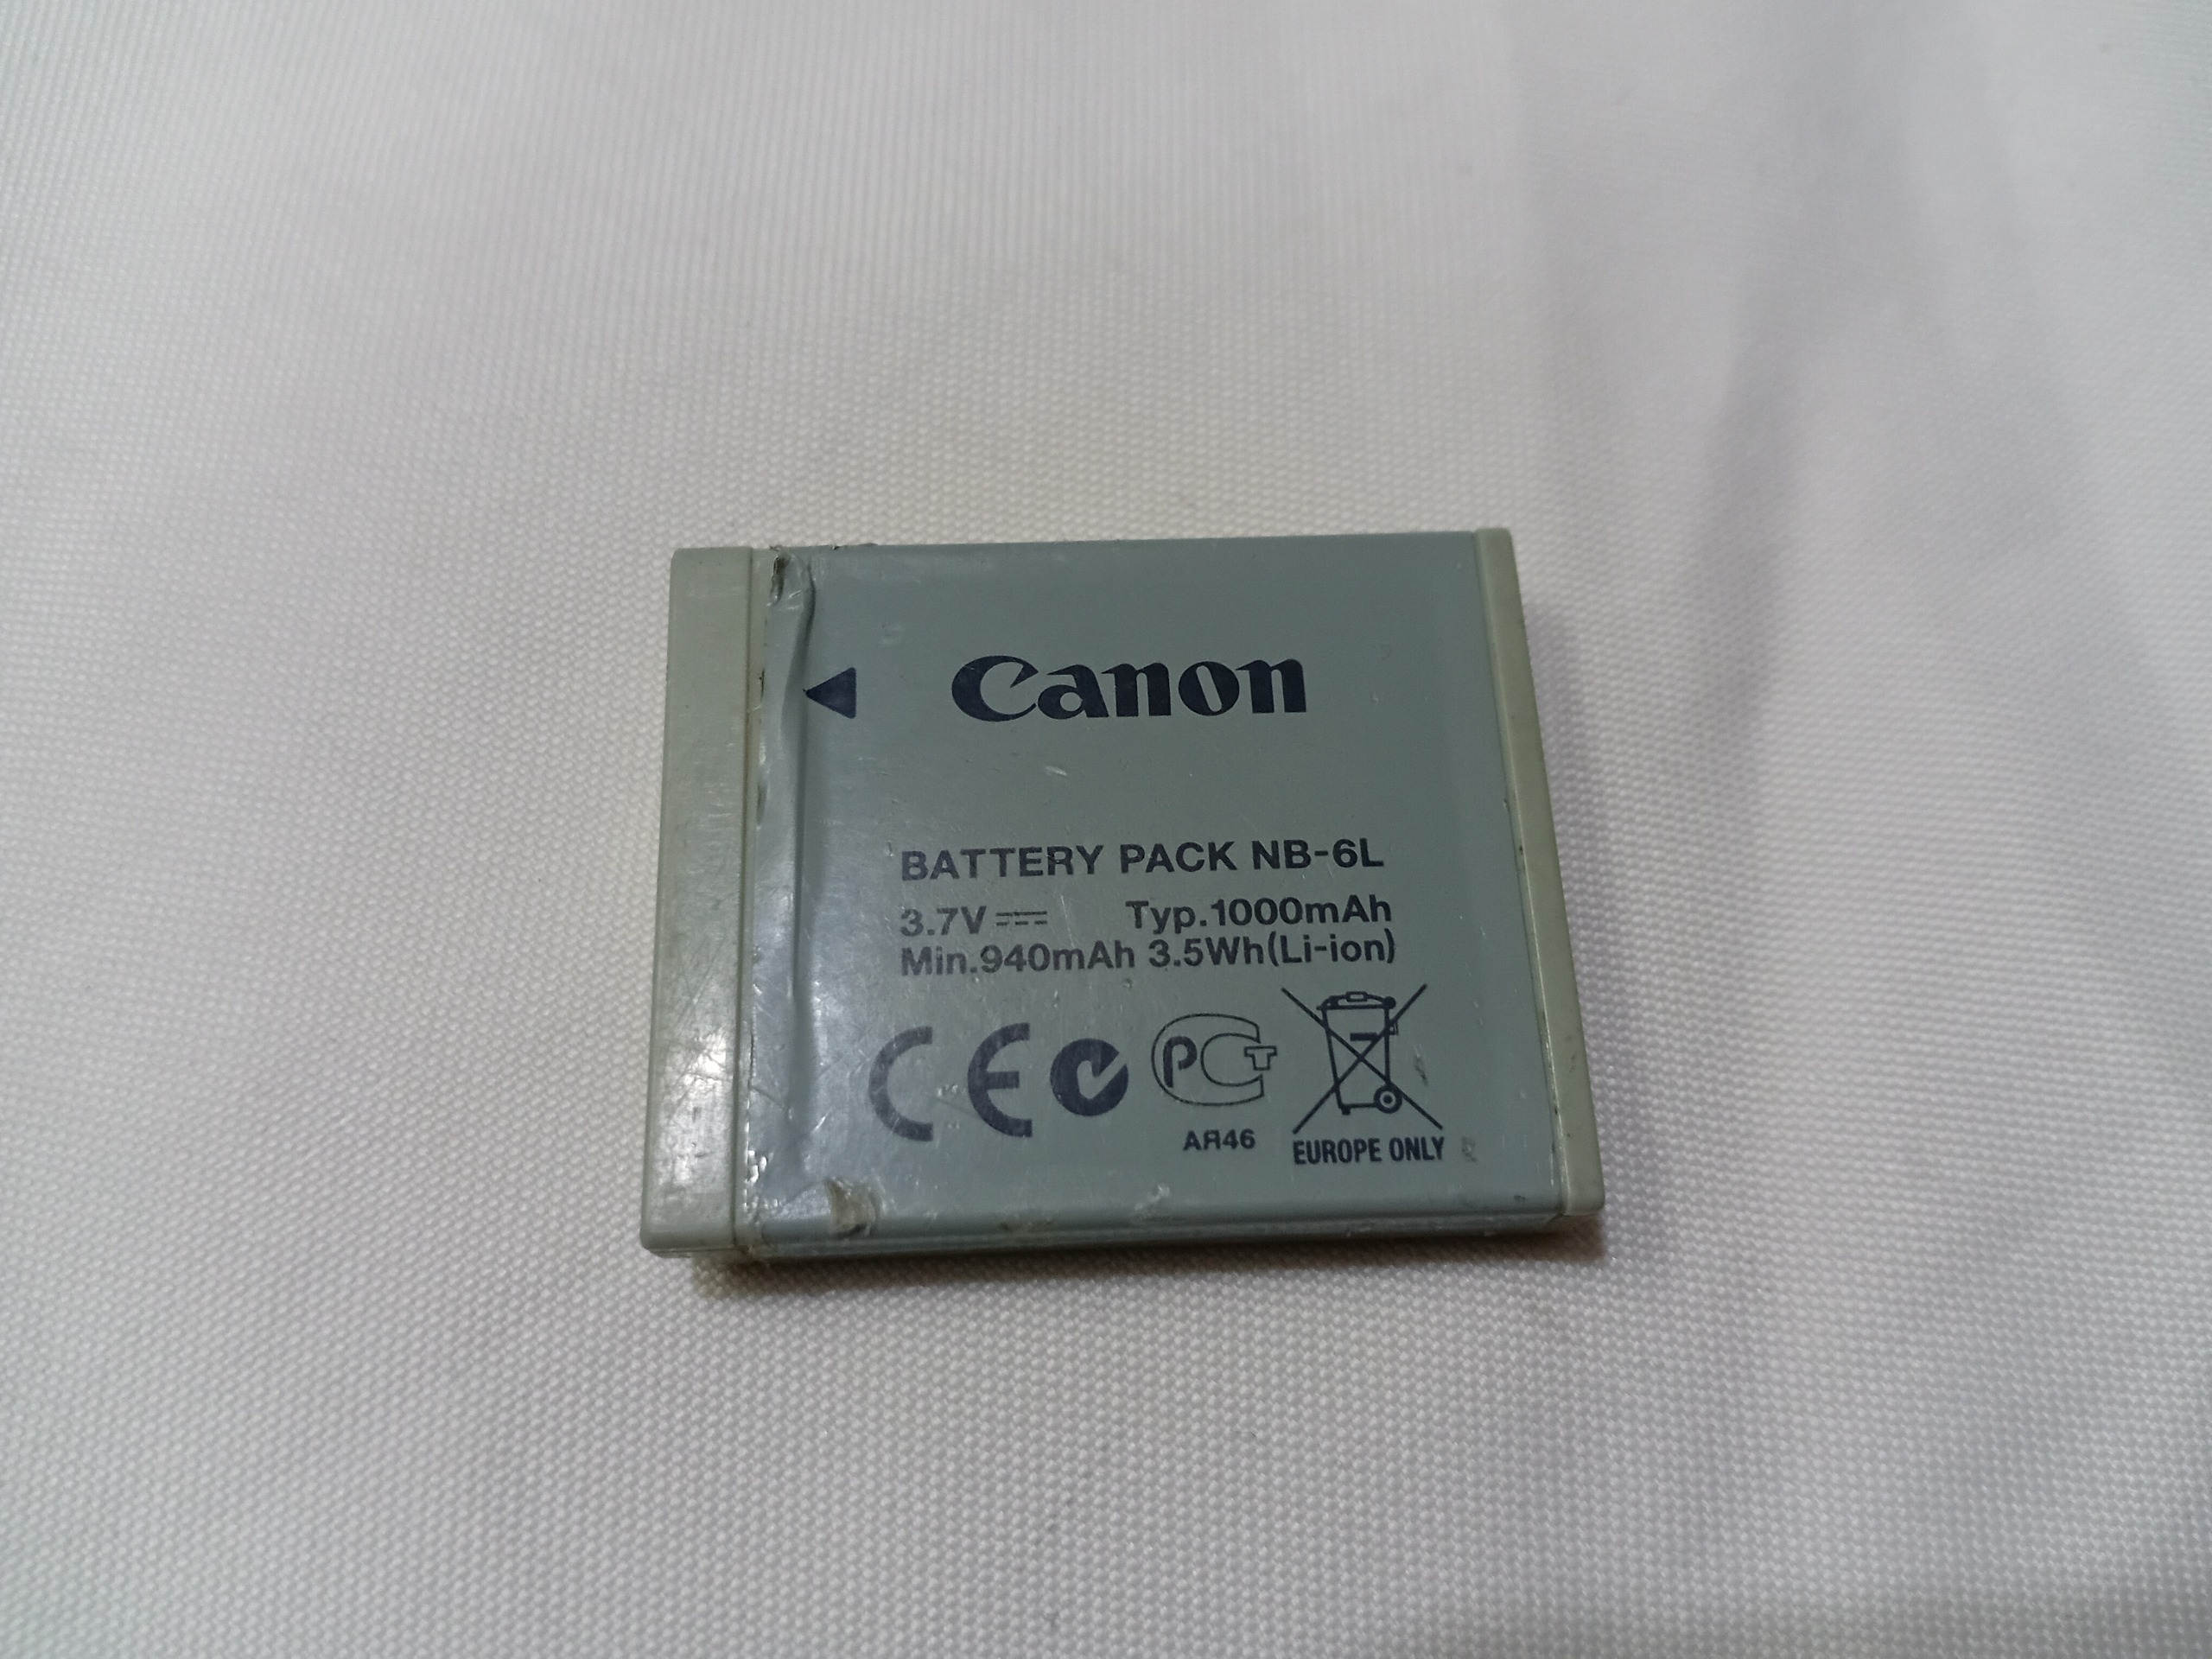 Canon
BATTERY PACK NB-6L
3.7V⎓ Typ.1000mAh
Min.940mAh 3.5Wh(Li-ion)
CE PCT
АЯ46 EUROPE ONLY